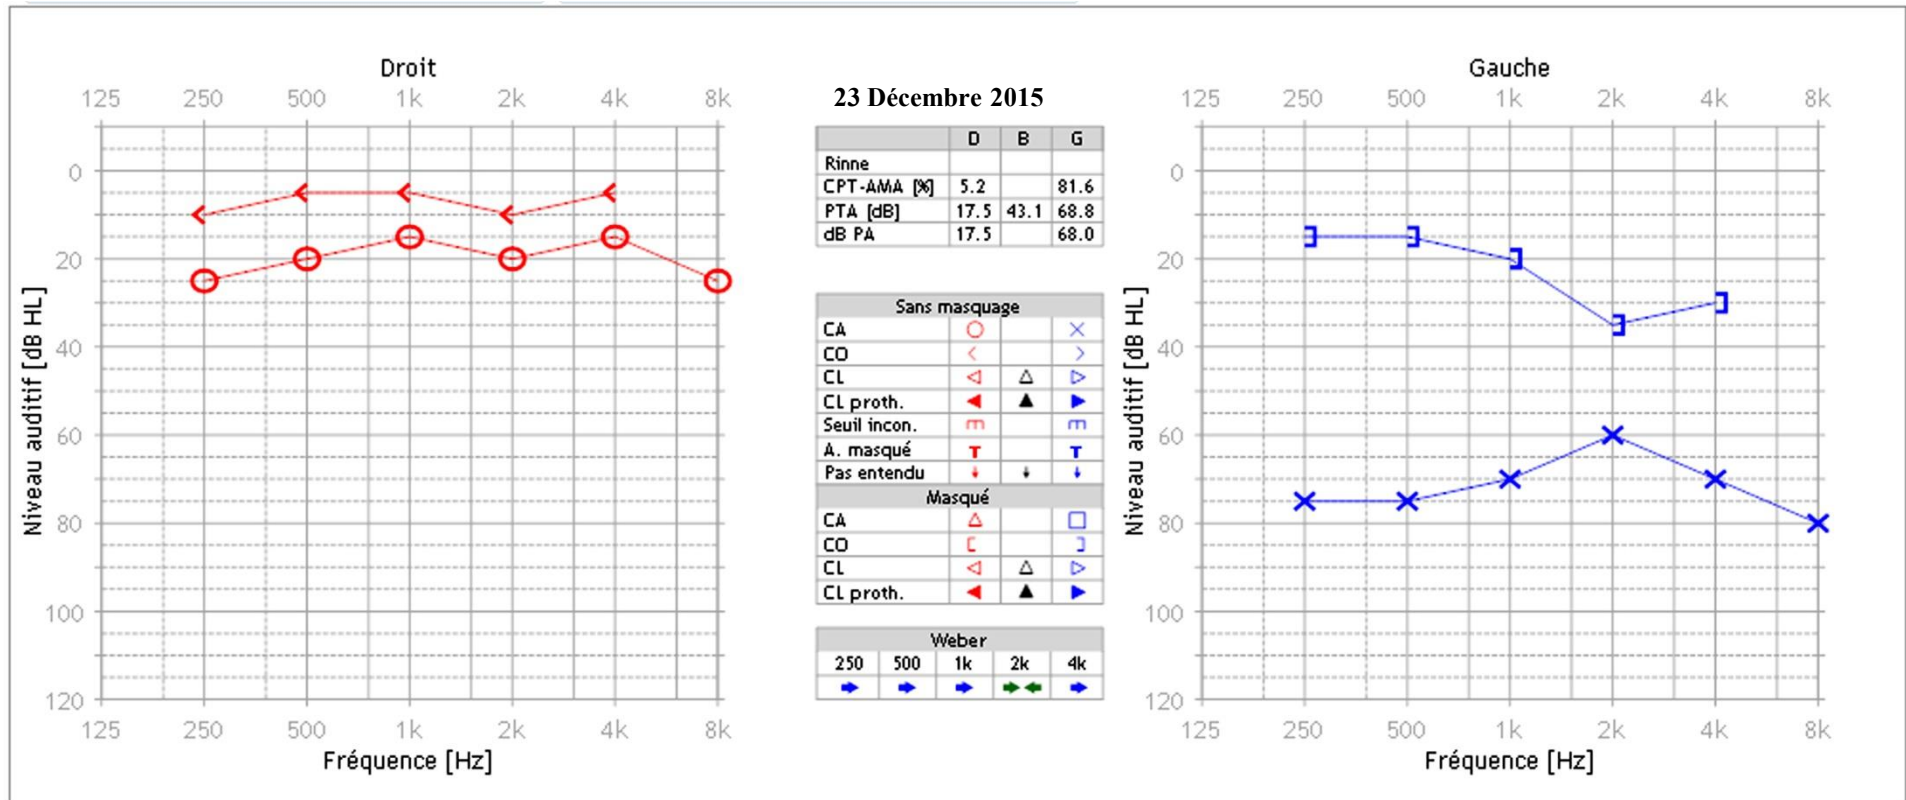 Droit
125 250 500 1k 2k 4k 8k
0
20
40
60
80
100
120
Niveau auditif [dB HL]
125 250 500 1k 2k 4k 8k
Fréquence [Hz]
23 Décembre 2015
D B G
Rinne
CPT-AMA [%] 5.2 81.6
PTA [dB] 17.5 43.1 68.8
dB PA 17.5 68.0
Sans masquage
CA
CO
CL
CL proth.
Seuil incon.
A. masqué T T
Pas entendu
Masqué
CA
CO
CL
CL proth.
Weber
250 500 1k 2k 4k
Gauche
125 250 500 1k 2k 4k 8k
0
20
40
60
80
100
120
Niveau auditif [dB HL]
125 250 500 1k 2k 4k 8k
Fréquence [Hz]